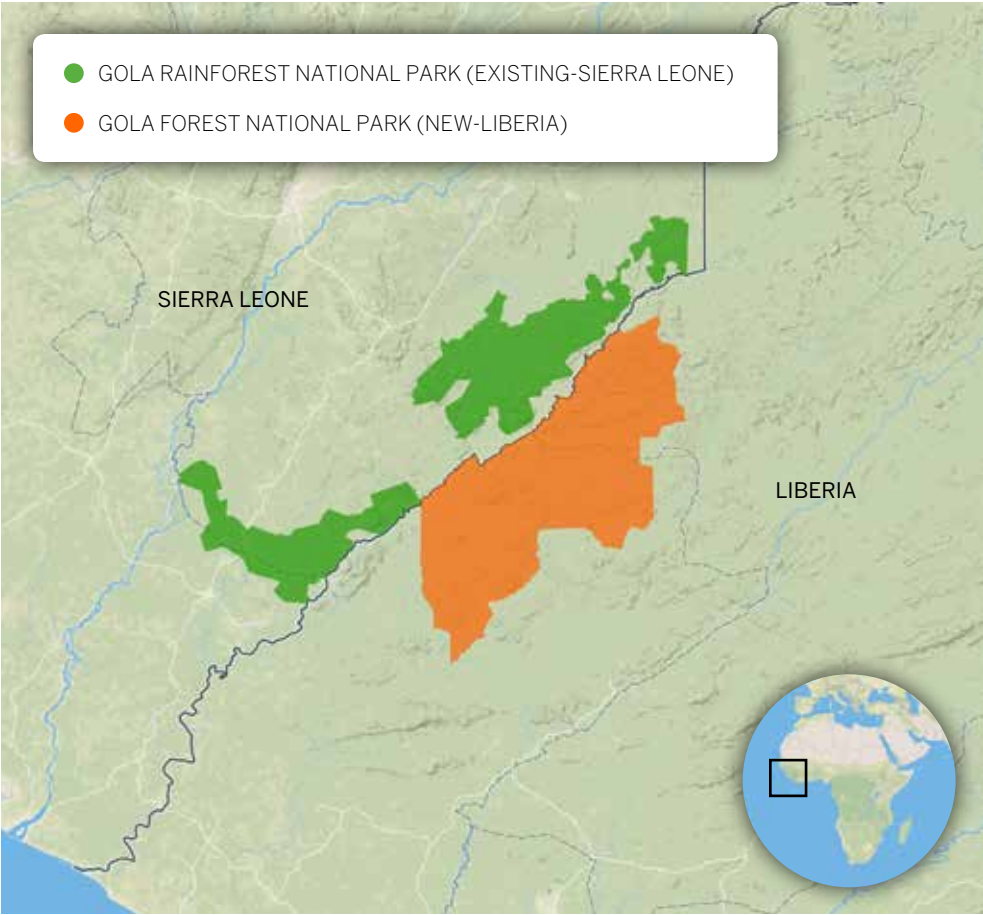 GOLA RAINFOREST NATIONAL PARK (EXISTING-SIERRA LEONE)
GOLA FOREST NATIONAL PARK (NEW-LIBERIA)
SIERRA LEONE
LIBERIA